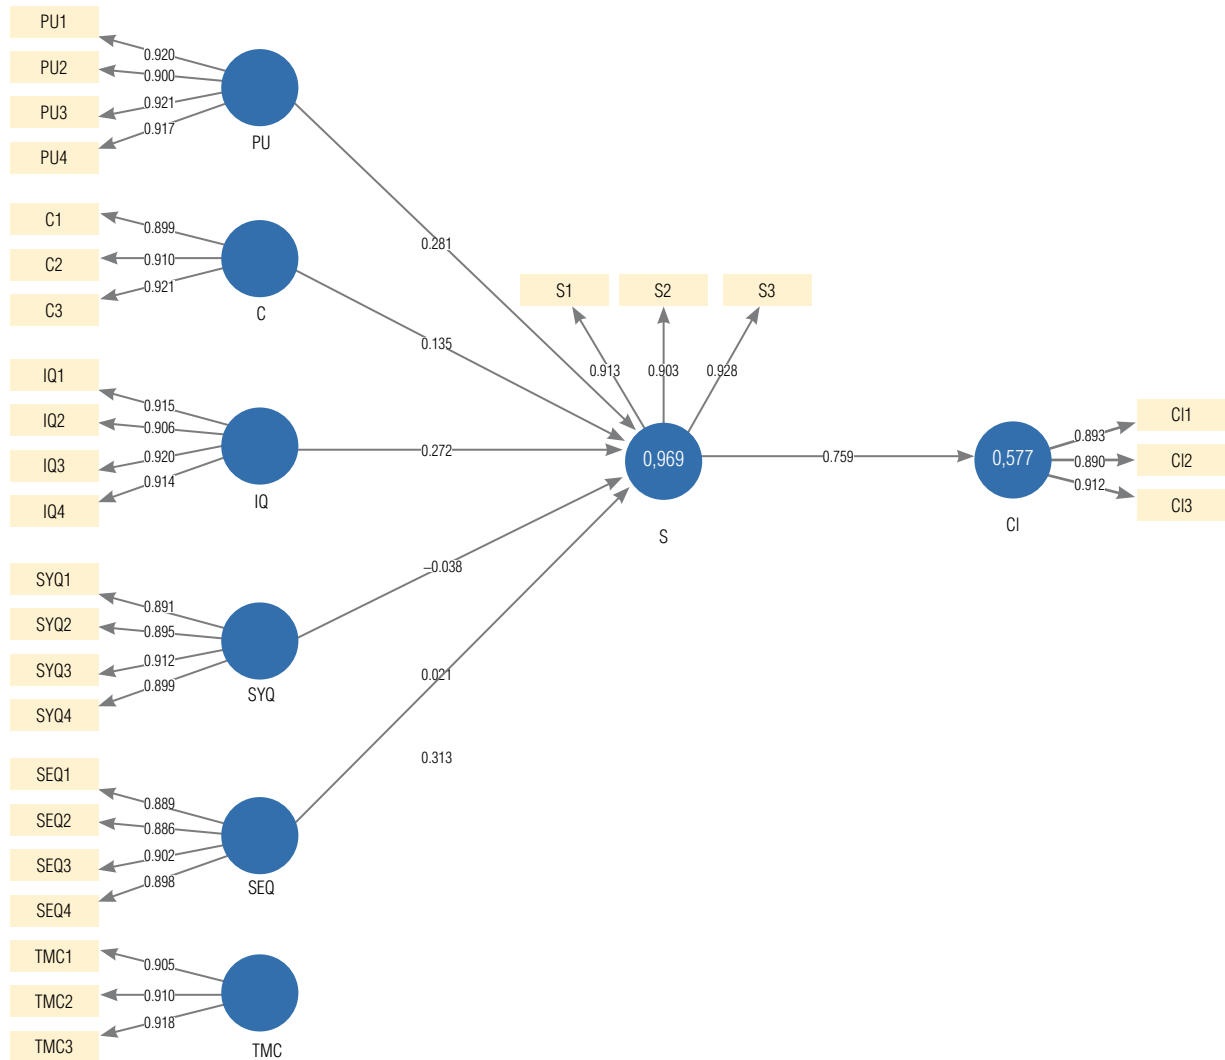 PU1
PU2
PU3
PU4
0.920
0.900
0.921
0.917
PU
C1
C2
C3
0.899
0.910
0.921
C
IQ1
IQ2
IQ3
IQ4
0.915
0.906
0.920
0.914
IQ
SYQ1
SYQ2
SYQ3
SYQ4
0.891
0.895
0.912
0.899
SYQ
SEQ1
SEQ2
SEQ3
SEQ4
0.889
0.886
0.902
0.898
SEQ
TMC1
TMC2
TMC3
0.905
0.910
0.918
TMC
0.281
0.135
0.272
–0.038
0.021
0.313
S1
S2
S3
0.913
0.903
0.928
0,969
S
0.759
0,577
CI
0.893
0.890
0.912
CI1
CI2
CI3